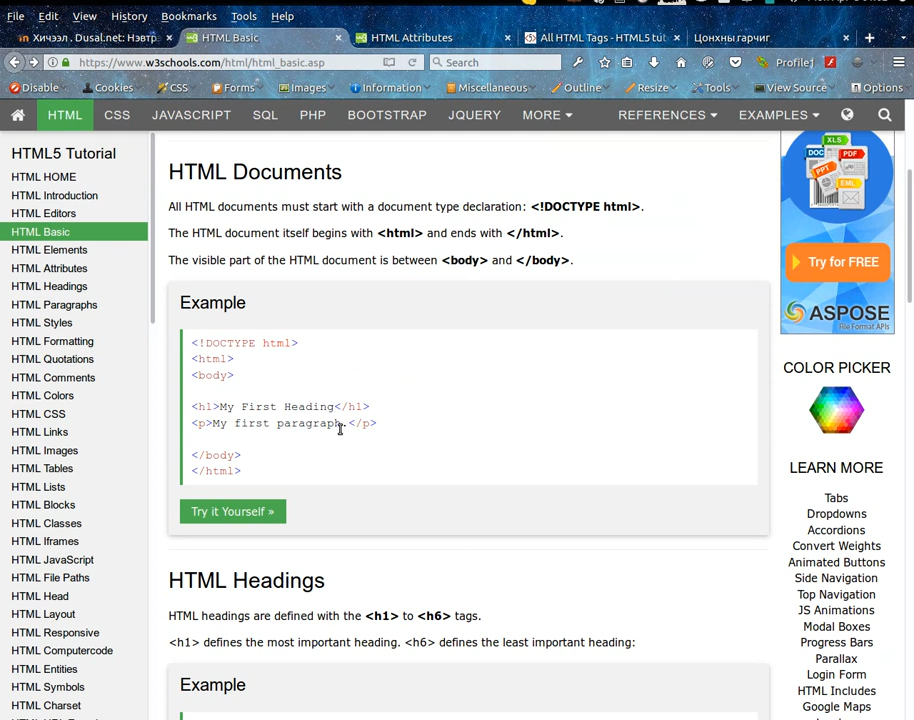 File Edit View History Bookmarks Tools Help
Хичээл . Dusal.net: Нэвтр
HTML Basic
HTML Attributes
All HTML Tags - HTML5 tut
Цонхны гарчиг
https://www.w3schools.com/html/html_basic.asp
Search
Profile
Disable Cookies CSS Forms Images Information Miscellaneous Outline Resize Tools View Source Options
HTML CSS JAVASCRIPT SQL PHP BOOTSTRAP JQUERY MORE REFERENCES EXAMPLES
HTML5 Tutorial
HTML HOME
HTML Introduction
HTML Editors
HTML Basic
HTML Elements
HTML Attributes
HTML Headings
HTML Paragraphs
HTML Styles
HTML Formatting
HTML Quotations
HTML Comments
HTML Colors
HTML CSS
HTML Links
HTML Images
HTML Tables
HTML Lists
HTML Blocks
HTML Classes
HTML Iframes
HTML JavaScript
HTML File Paths
HTML Head
HTML Layout
HTML Responsive
HTML Computercode
HTML Entities
HTML Symbols
HTML Charset
HTML Documents
All HTML documents must start with a document type declaration: <!DOCTYPE html>.
The HTML document itself begins with <html> and ends with </html>.
The visible part of the HTML document is between <body> and </body>.
Example
<!DOCTYPE html>
<html>
<body>
<h1>My First Heading</h1>
<p>My first paragraph.</p>
</body>
</html>
Try it Yourself »
HTML Headings
HTML headings are defined with the <h1> to <h6> tags.
<h1> defines the most important heading. <h6> defines the least important heading:
Example
XLS
DOC
PDF
PPT
EML
Try for FREE
ASPOSE
File Format APIs
COLOR PICKER
LEARN MORE
Tabs
Dropdowns
Accordions
Convert Weights
Animated Buttons
Side Navigation
Top Navigation
JS Animations
Modal Boxes
Progress Bars
Parallax
Login Form
HTML Includes
Google Maps